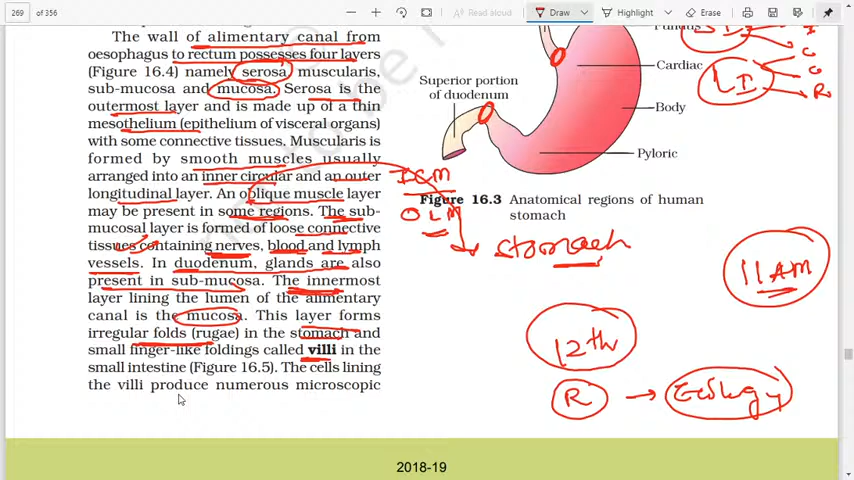 269
of 356
Read aloud
Draw
Highlight
Erase
The wall of alimentary canal from
oesophagus to rectum possesses four layers
(Figure 16.4) namely serosa, muscularis,
sub-mucosa and mucosa. Serosa is the
outermost layer and is made up of a thin
mesothelium (epithelium of visceral organs)
with some connective tissues. Muscularis is
formed by smooth muscles usually
arranged into an inner circular and an outer
longitudinal layer. An oblique muscle layer
may be present in some regions. The sub-
mucosal layer is formed of loose connective
tissues containing nerves, blood and lymph
vessels. In duodenum, glands are also
present in sub-mucosa. The innermost
layer lining the lumen of the alimentary
canal is the mucosa. This layer forms
irregular folds (rugae) in the stomach and
small finger-like foldings called villi in the
small intestine (Figure 16.5). The cells lining
the villi produce numerous microscopic
Cardiac
Superior portion
of duodenum
Body
Pyloric
Figure 16.3 Anatomical regions of human
stomach
ICM
OLM
stomach
LI
C
C
R
11 AM
12th
R → Ecology
2018-19